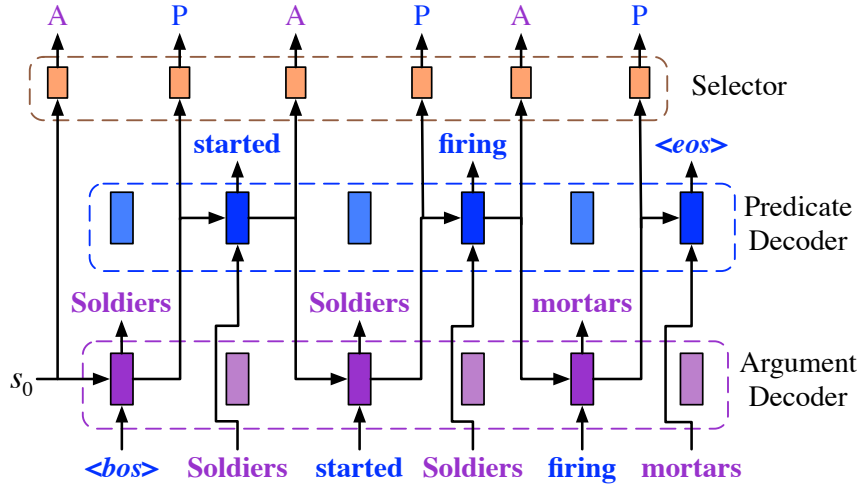 A P A P A P
Selector
started firing <eos>
Predicate
Decoder
Soldiers Soldiers mortars
s0
Argument
Decoder
<bos> Soldiers started Soldiers firing mortars